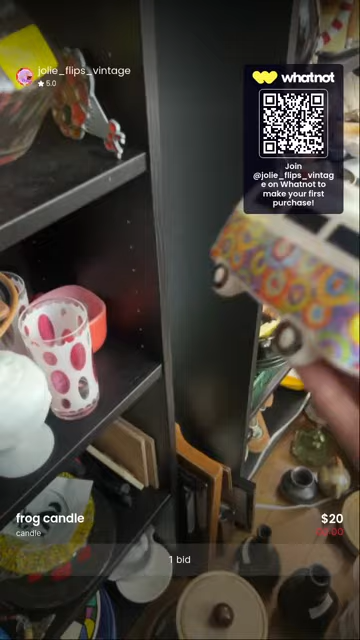 jolie_flips_vintage
★ 5.0
whatnot
Join
@jolie_flips_vintag
e on Whatnot to
make your first
purchase!
frog candle
$20
candle
1 bid